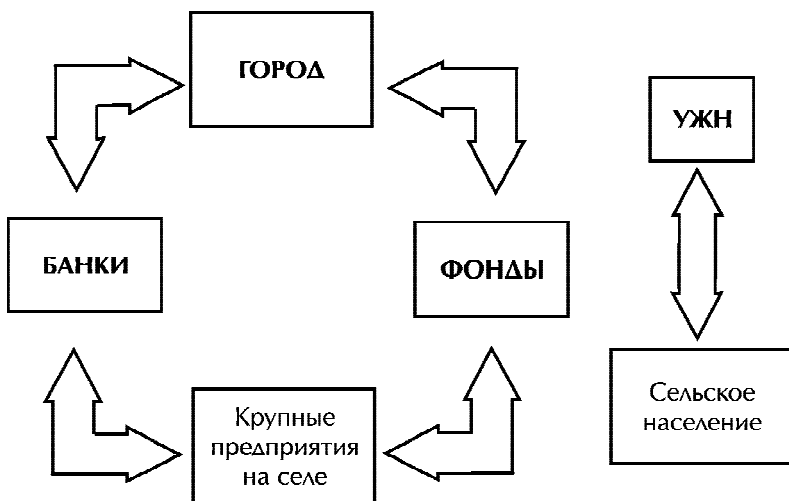 ГОРОД
УЖН
БАНКИ
ФОНДЫ
Крупные
предприятия
на селе
Сельское
население